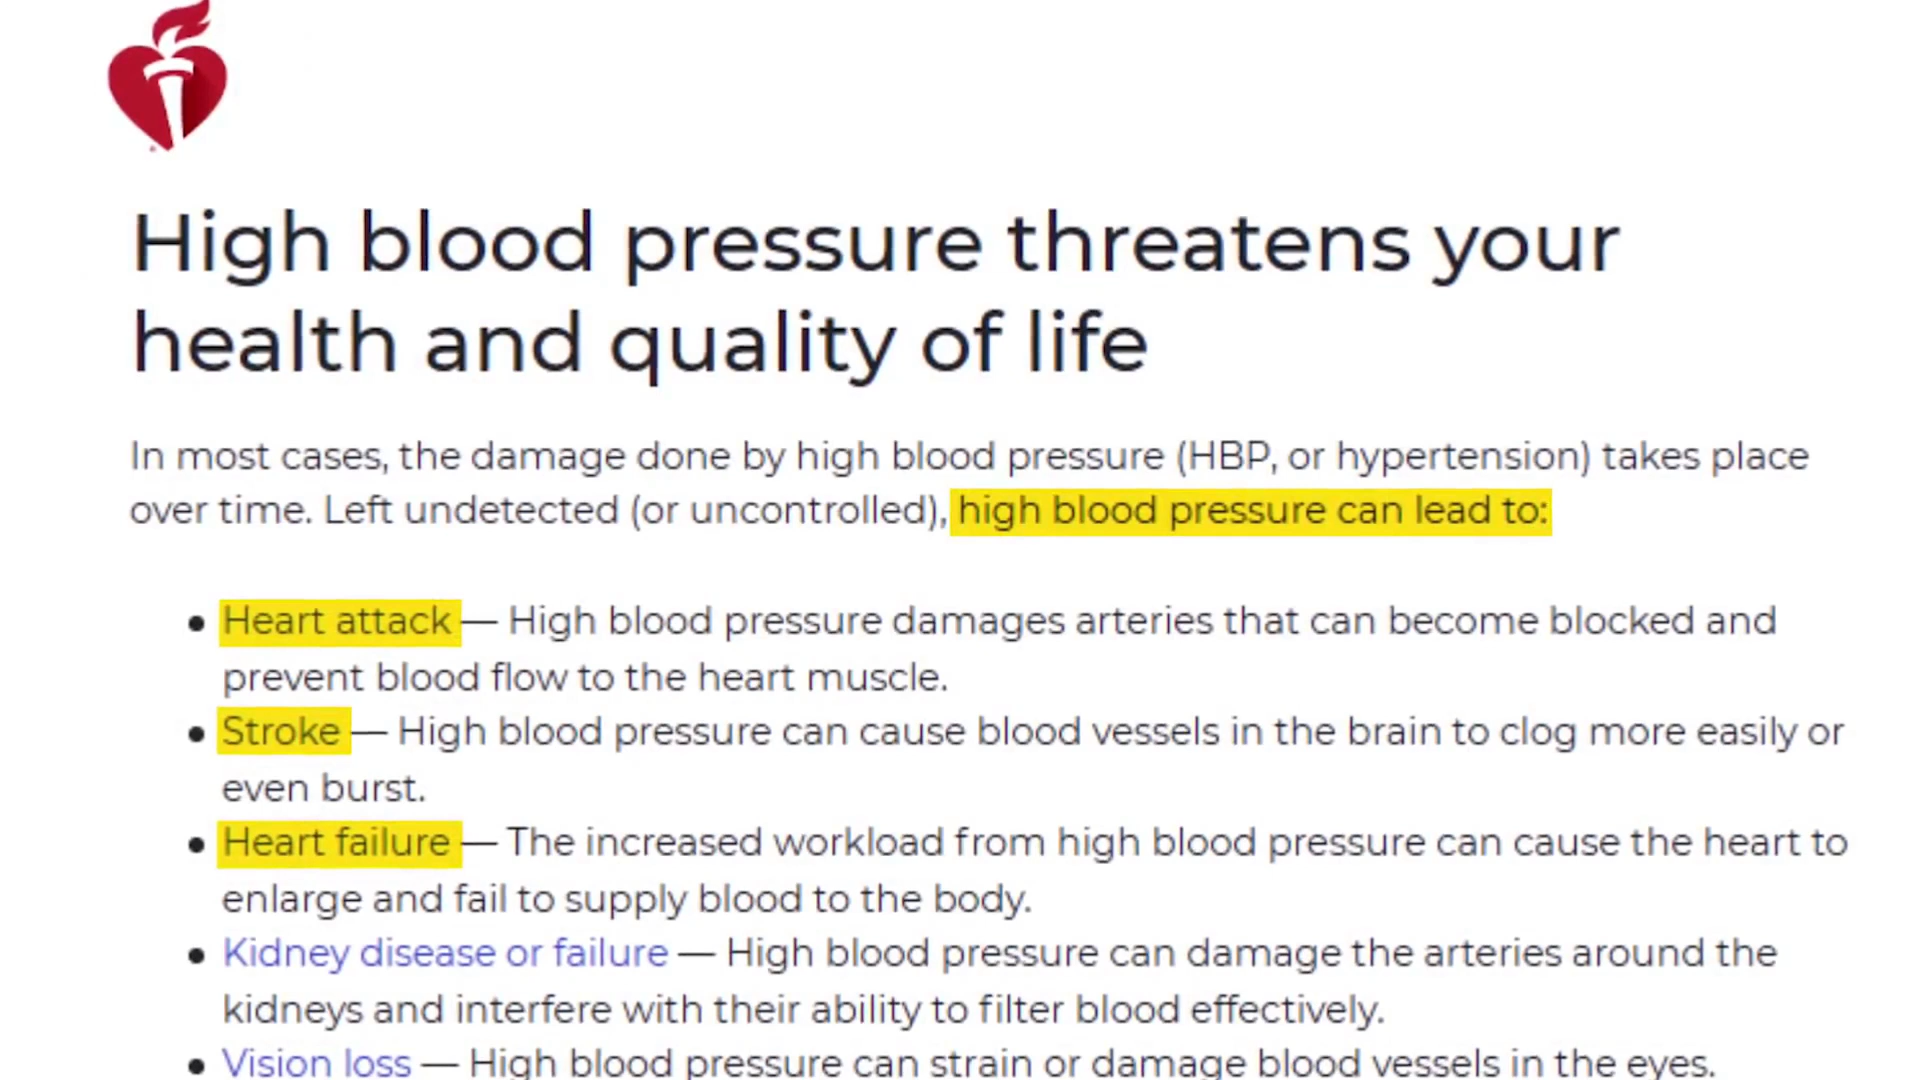 High blood pressure threatens your
health and quality of life
In most cases, the damage done by high blood pressure (HBP, or hypertension) takes place
over time. Left undetected (or uncontrolled), high blood pressure can lead to:
• Heart attack — High blood pressure damages arteries that can become blocked and
prevent blood flow to the heart muscle.
• Stroke — High blood pressure can cause blood vessels in the brain to clog more easily or
even burst.
• Heart failure — The increased workload from high blood pressure can cause the heart to
enlarge and fail to supply blood to the body.
• Kidney disease or failure — High blood pressure can damage the arteries around the
kidneys and interfere with their ability to filter blood effectively.
• Vision loss — High blood pressure can strain or damage blood vessels in the eyes.